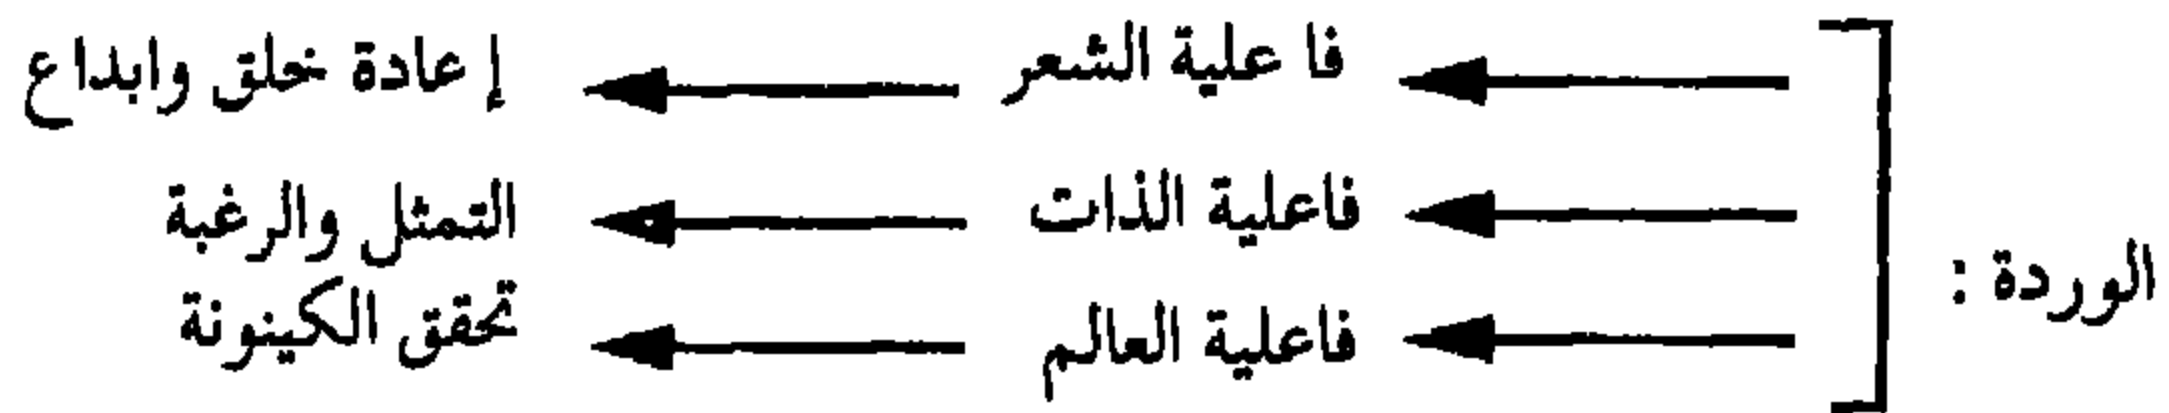 فا علية الشعر إ عادة خلق وابداع
فاعلية الذات التمثل والرغبة
الوردة :
فاعلية العالم تحقق الكينونة